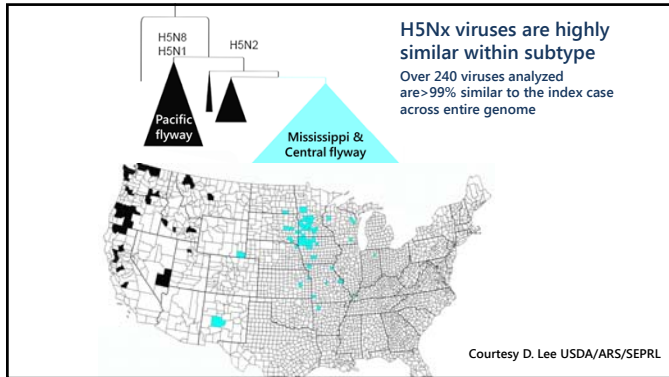 H5N8
H5N1
H5N2
Pacific
flyway
Mississippi &
Central flyway
H5Nx viruses are highly
similar within subtype
Over 240 viruses analyzed
are>99% similar to the index case
across entire genome
Courtesy D. Lee USDA/ARS/SEPRL